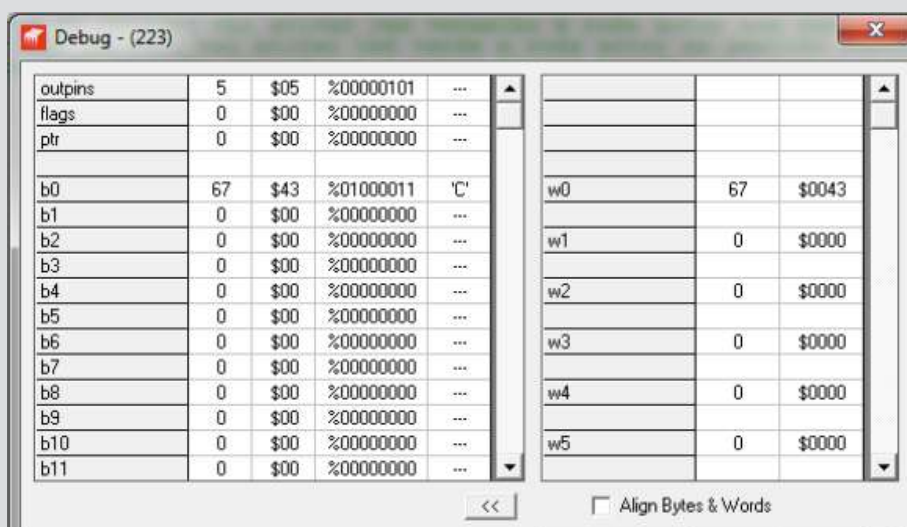 Debug - (223)
outpins 5 $05 %00000101 ---
flags 0 $00 %00000000 ---
ptr 0 $00 %00000000 ---
b0 67 $43 %01000011 'C' w0 67 $0043
b1 0 $00 %00000000 ---
b2 0 $00 %00000000 --- w1 0 $0000
b3 0 $00 %00000000 ---
b4 0 $00 %00000000 --- w2 0 $0000
b5 0 $00 %00000000 ---
b6 0 $00 %00000000 --- w3 0 $0000
b7 0 $00 %00000000 ---
b8 0 $00 %00000000 --- w4 0 $0000
b9 0 $00 %00000000 ---
b10 0 $00 %00000000 --- w5 0 $0000
b11 0 $00 %00000000 ---
<< Align Bytes & Words